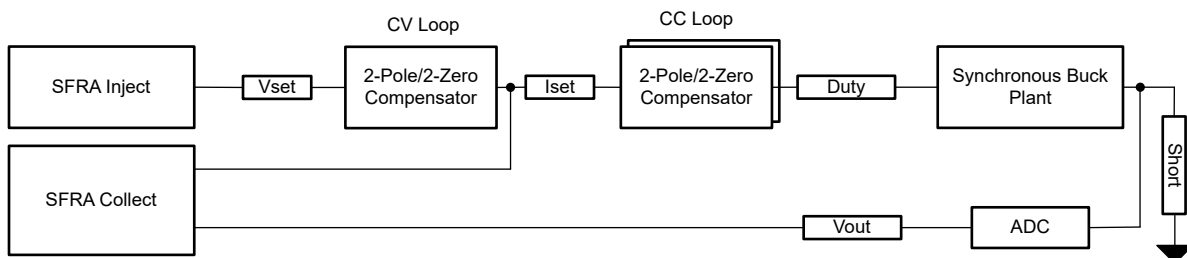 CV Loop
CC Loop
SFRA Inject
Vset
2-Pole/2-Zero
Compensator
Iset
2-Pole/2-Zero
Compensator
Duty
Synchronous Buck
Plant
Short
SFRA Collect
Vout
ADC